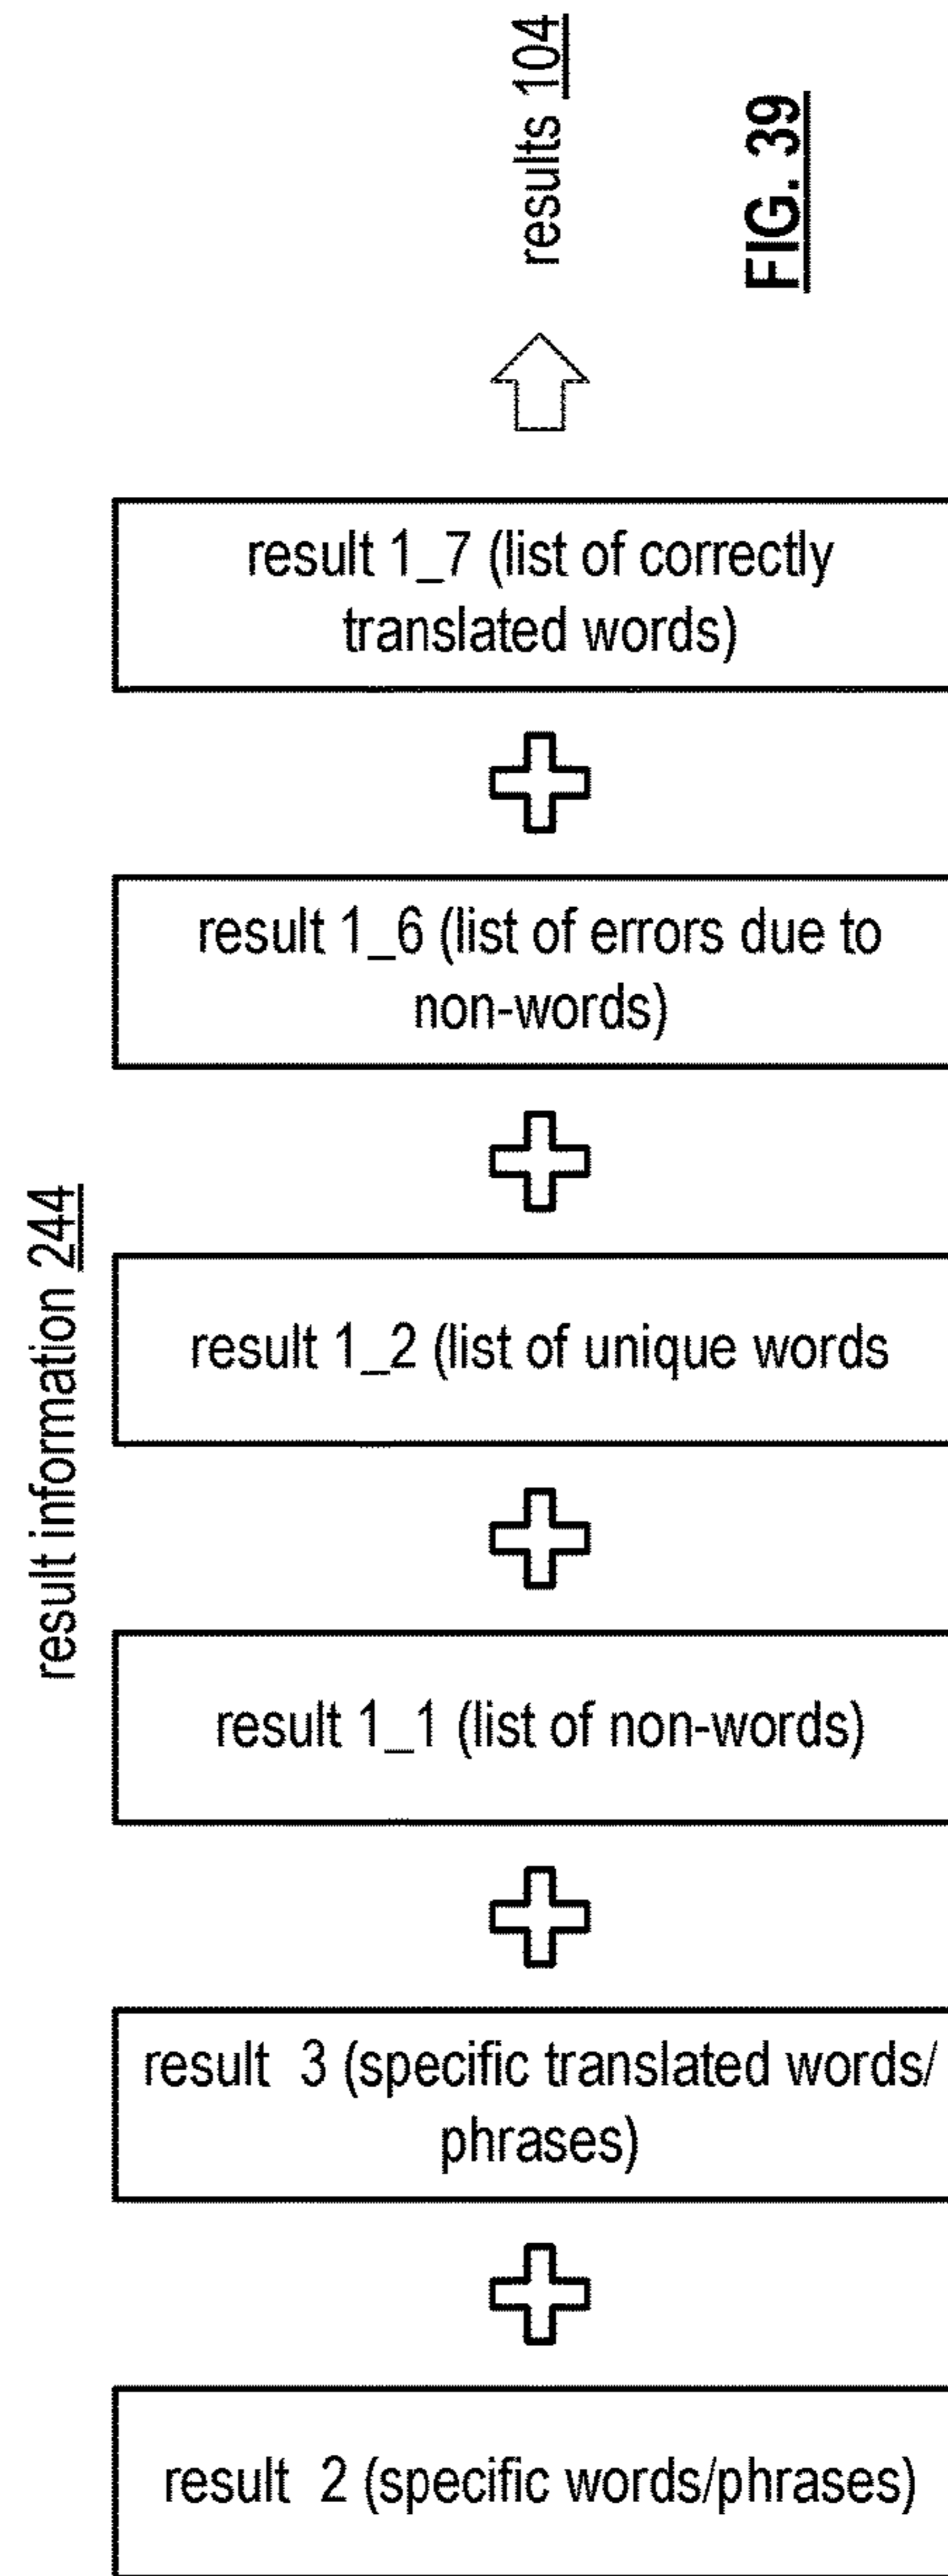 result information 244
results 104
FIG. 39
result 1_7 (list of correctly
translated words)
result 1_6 (list of errors due to
non-words)
result 1_2 (list of unique words
result 1_1 (list of non-words)
result 3 (specific translated words/
phrases)
result 2 (specific words/phrases)